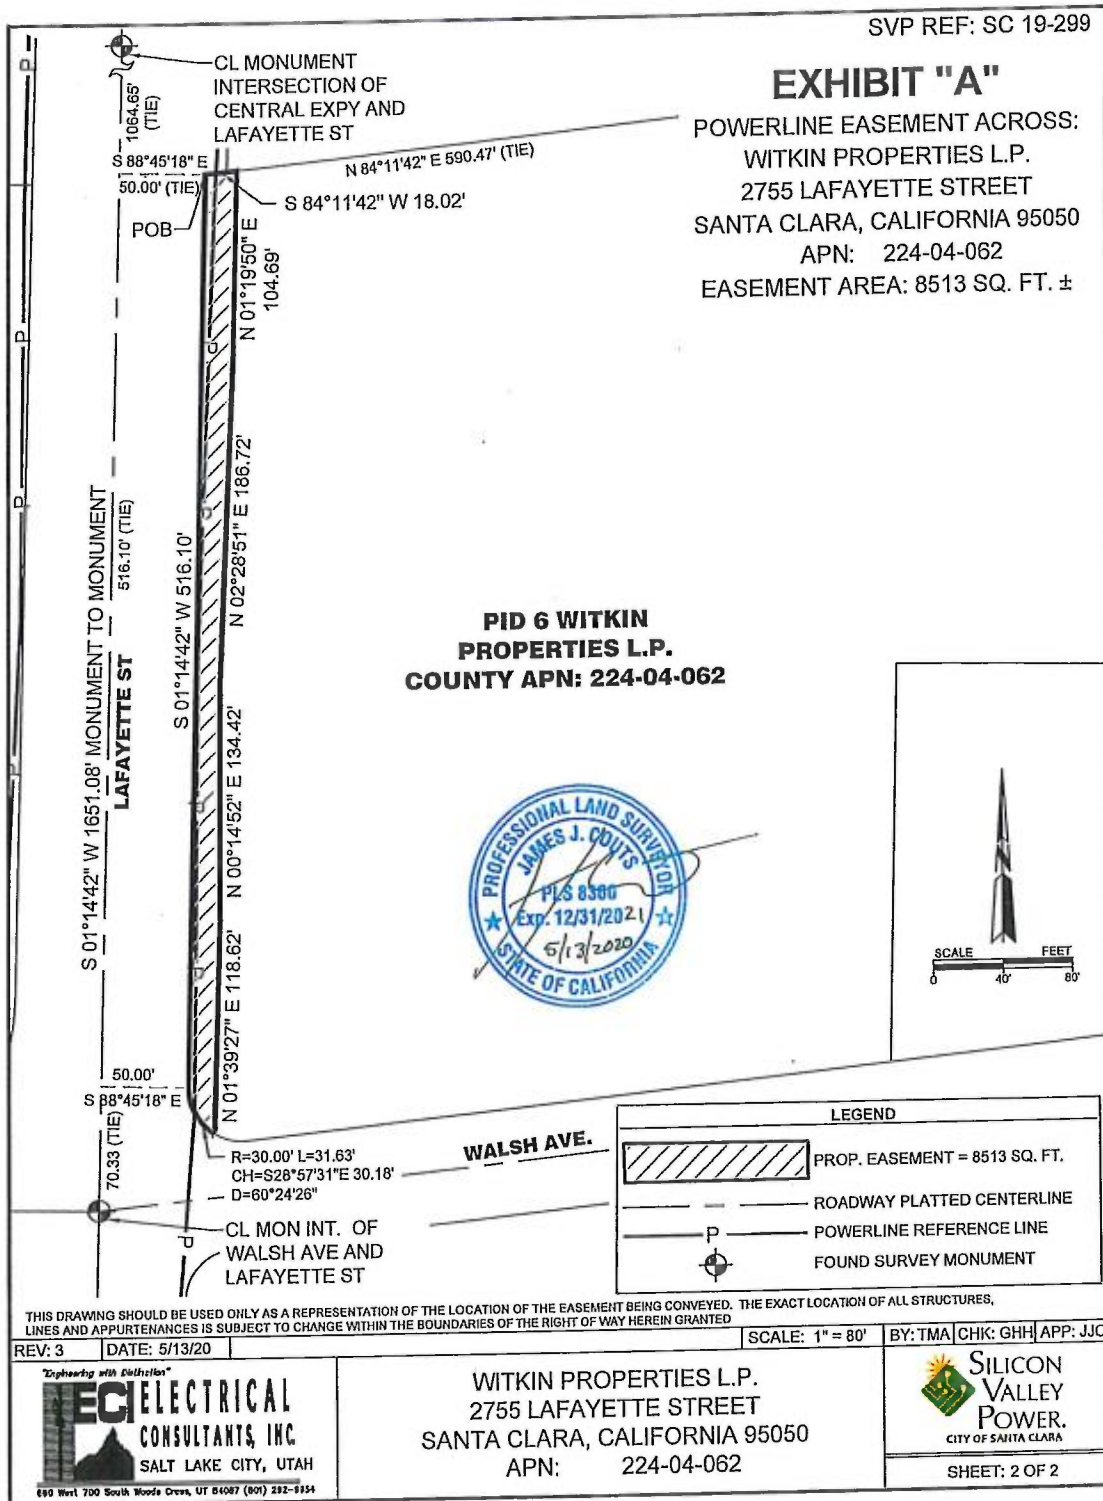 SVP REF: SC 19-299
EXHIBIT "A"
POWERLINE EASEMENT ACROSS:
WITKIN PROPERTIES L.P.
2755 LAFAYETTE STREET
SANTA CLARA, CALIFORNIA 95050
APN: 224-04-062
EASEMENT AREA: 8513 SQ. FT. ±
CL MONUMENT
INTERSECTION OF
CENTRAL EXPY AND
LAFAYETTE ST
1064.65'
(TIE)
S 88°45'18" E
50.00' (TIE)
N 84°11'42" E 590.47' (TIE)
S 84°11'42" W 18.02'
POB
N 01°19'50" E
104.69'
N 02°28'51" E 186.72'
S 01°14'42" W 516.10'
516.10' (TIE)
S 01°14'42" W 1651.08' MONUMENT TO MONUMENT
LAFAYETTE ST
P
P
P
P
P
P
P
P
P
PID 6 WITKIN
PROPERTIES L.P.
COUNTY APN: 224-04-062
N 00°14'52" E 134.42'
N 01°39'27" E 118.62'
PROFESSIONAL LAND SURVEYOR
JAMES J. COUTS
PLS 8300
Exp. 12/31/2021
5/13/2020
STATE OF CALIFORNIA
N
SCALE FEET
0 40' 80'
50.00'
S 88°45'18" E
70.33 (TIE)
R=30.00' L=31.63'
CH=S28°57'31"E 30.18'
D=60°24'26"
WALSH AVE.
CL MON INT. OF
WALSH AVE AND
LAFAYETTE ST
P
LEGEND
PROP. EASEMENT = 8513 SQ. FT.
ROADWAY PLATTED CENTERLINE
P POWERLINE REFERENCE LINE
FOUND SURVEY MONUMENT
THIS DRAWING SHOULD BE USED ONLY AS A REPRESENTATION OF THE LOCATION OF THE EASEMENT BEING CONVEYED. THE EXACT LOCATION OF ALL STRUCTURES,
LINES AND APPURTENANCES IS SUBJECT TO CHANGE WITHIN THE BOUNDARIES OF THE RIGHT OF WAY HEREIN GRANTED
REV: 3 DATE: 5/13/20 SCALE: 1" = 80' BY: TMA CHK: GHH APP: JJC
"Engineering with Distinction"
ECI ELECTRICAL
CONSULTANTS, INC.
SALT LAKE CITY, UTAH
660 West 700 South Woods Cross, UT 84087 (801) 292-9954
WITKIN PROPERTIES L.P.
2755 LAFAYETTE STREET
SANTA CLARA, CALIFORNIA 95050
APN: 224-04-062
SILICON
VALLEY
POWER.
CITY OF SANTA CLARA
SHEET: 2 OF 2